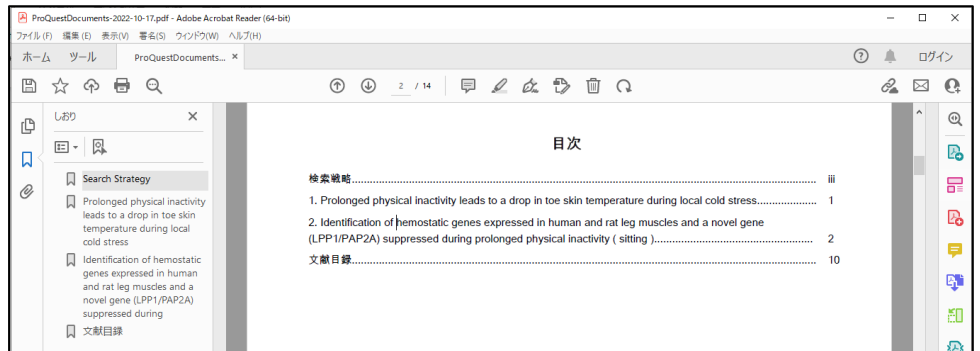 ProQuestDocuments-2022-10-17.pdf - Adobe Acrobat Reader (64-bit)
ファイル(F) 編集(E) 表示(V) 署名(S) ウィンドウ(W) ヘルプ(H)
ホーム ツール ProQuestDocuments... × ログイン
2 / 14
しおり
Search Strategy
Prolonged physical inactivity
leads to a drop in toe skin
temperature during local
cold stress
Identification of hemostatic
genes expressed in human
and rat leg muscles and a
novel gene (LPP1/PAP2A)
suppressed during
文献目録
目次
検索戦略 iii
1. Prolonged physical inactivity leads to a drop in toe skin temperature during local cold stress 1
2. Identification of hemostatic genes expressed in human and rat leg muscles and a novel gene
(LPP1/PAP2A) suppressed during prolonged physical inactivity ( sitting ) 2
文献目録 10